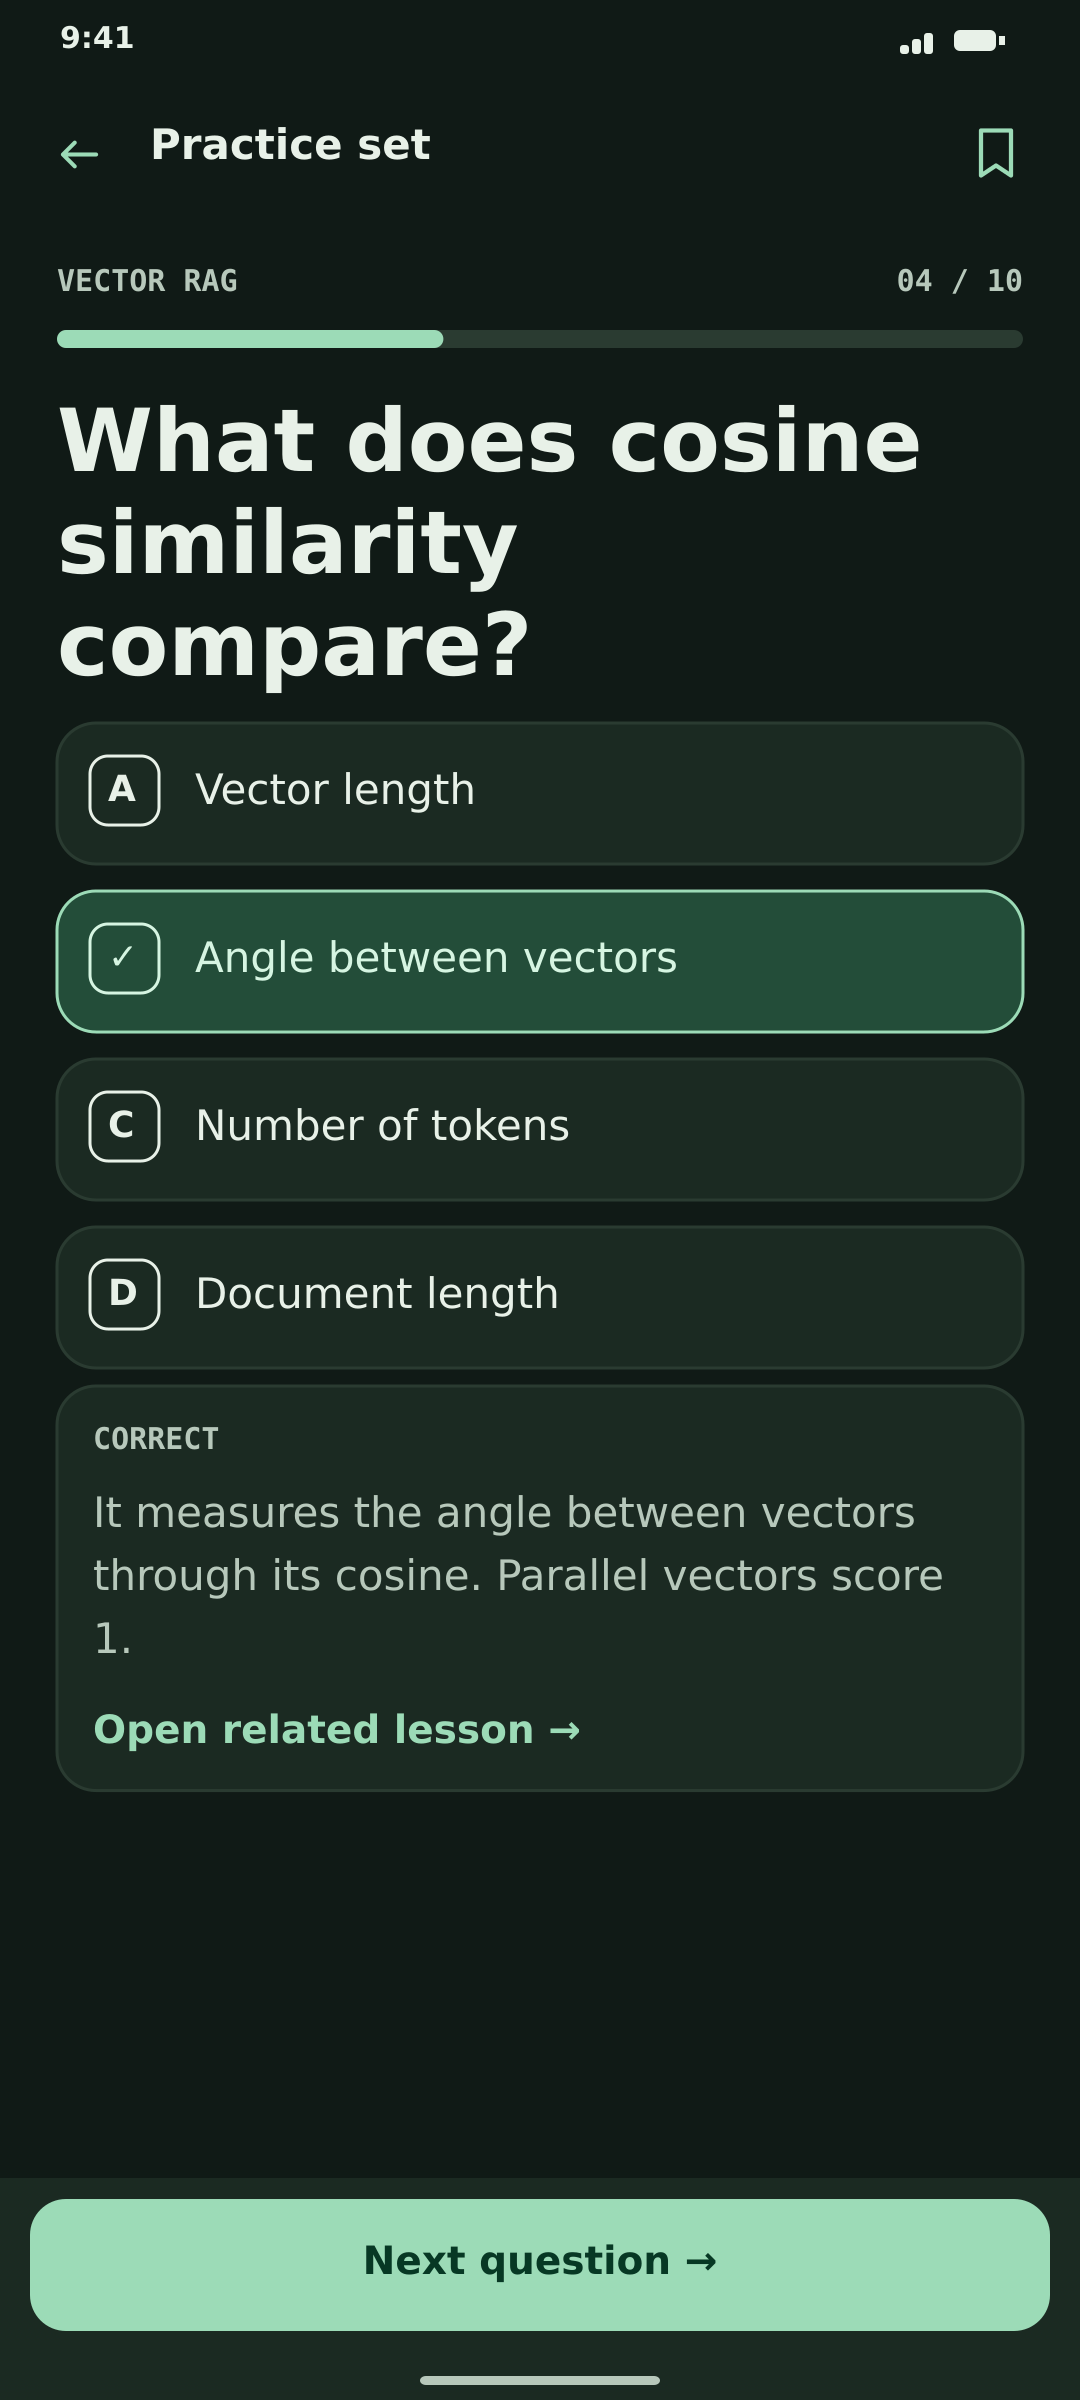 9:41
Practice set
VECTOR RAG
04 / 10
What does cosine
similarity
compare?
A
Vector length
✓
Angle between vectors
C
Number of tokens
D
Document length
CORRECT
It measures the angle between vectors
through its cosine. Parallel vectors score
1.
Open related lesson →
Next question →